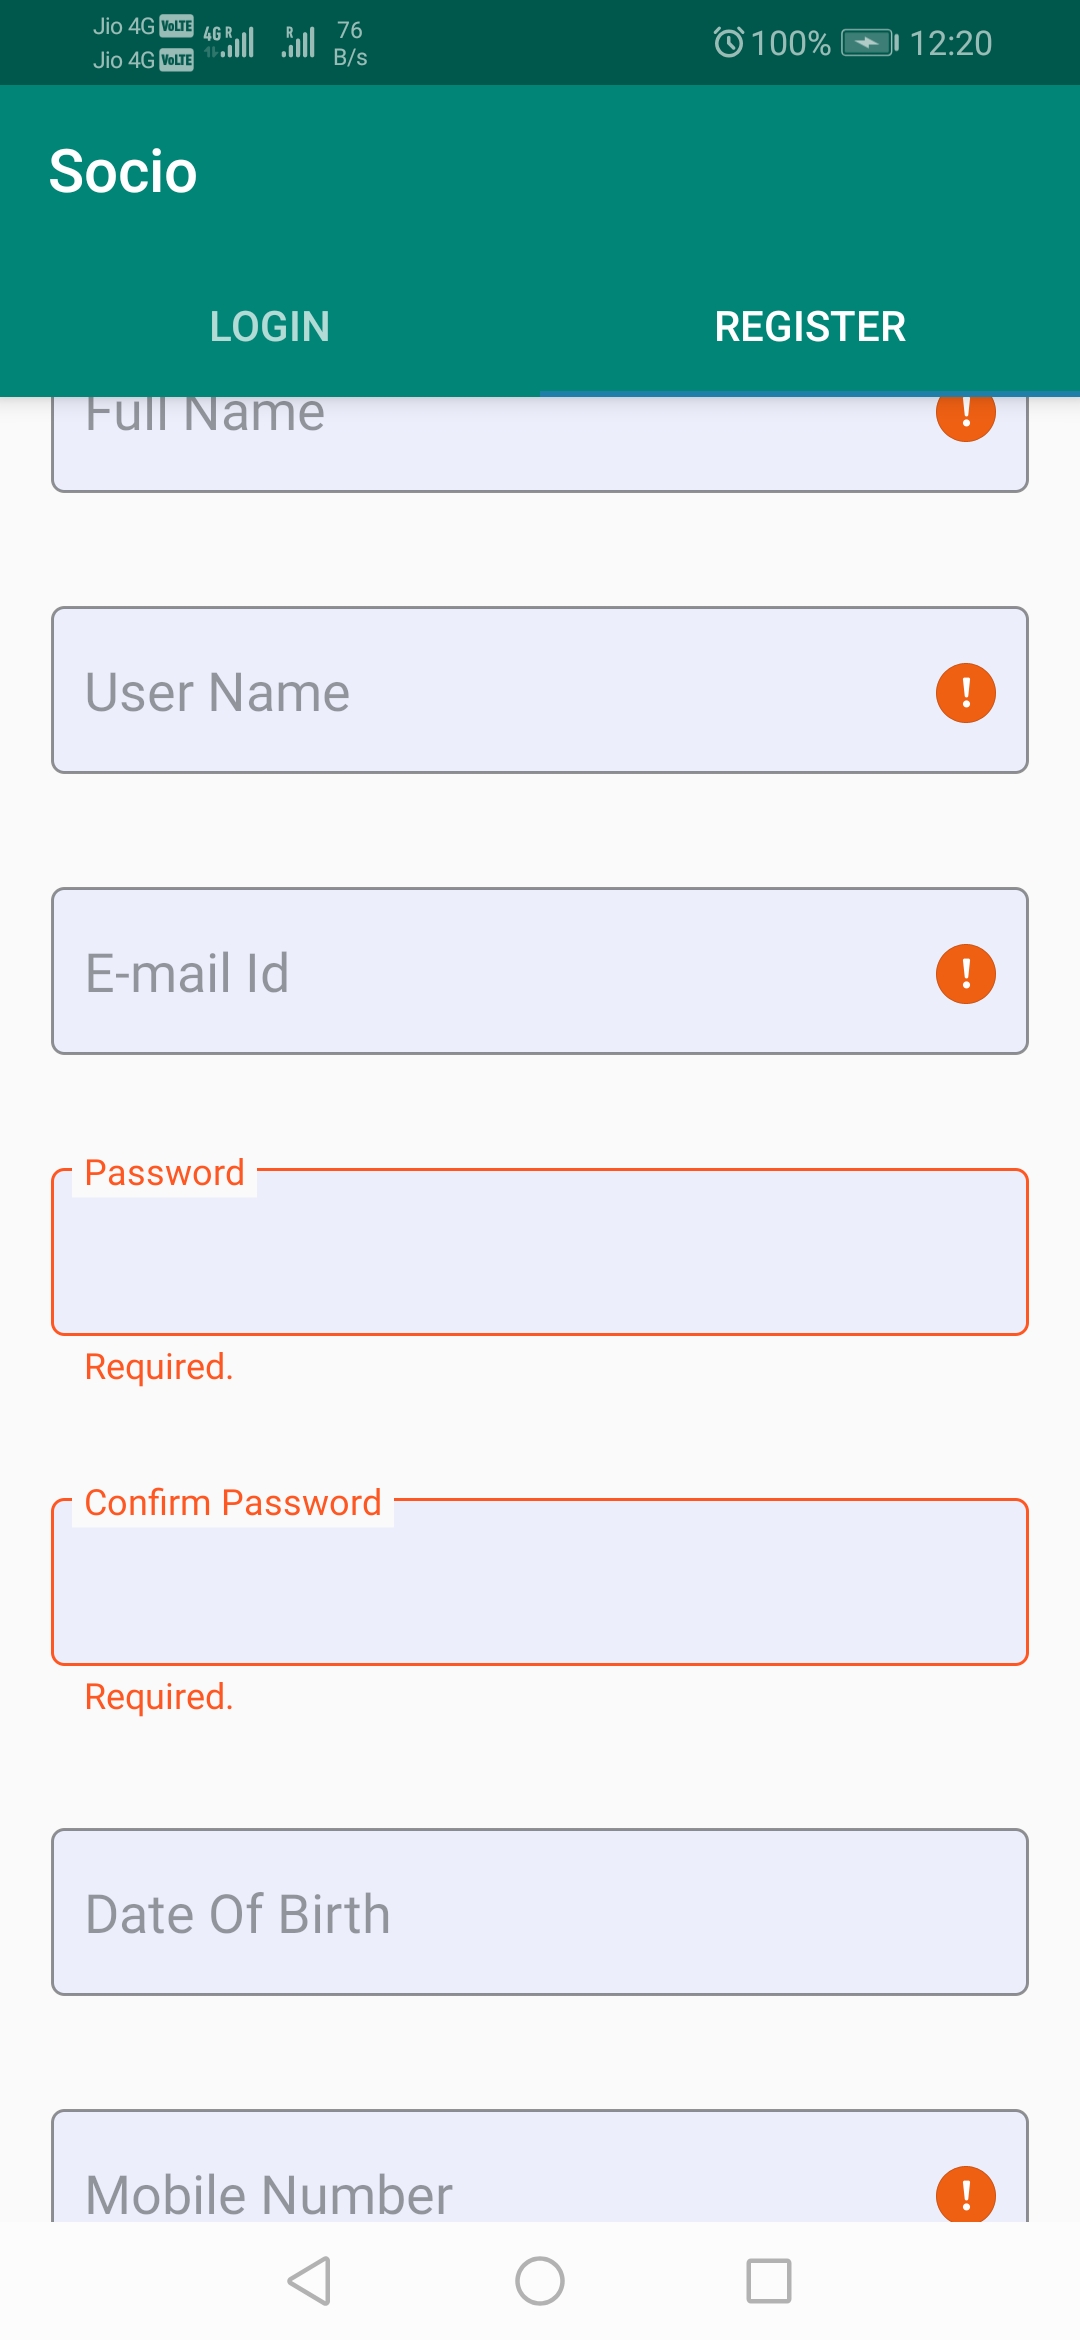 Jio 4G VoLTE 4G R R 76
Jio 4G VoLTE B/s
100% 12:20
Socio
LOGIN REGISTER
Full Name !
User Name !
E-mail Id !
Password
Required.
Confirm Password
Required.
Date Of Birth
Mobile Number !